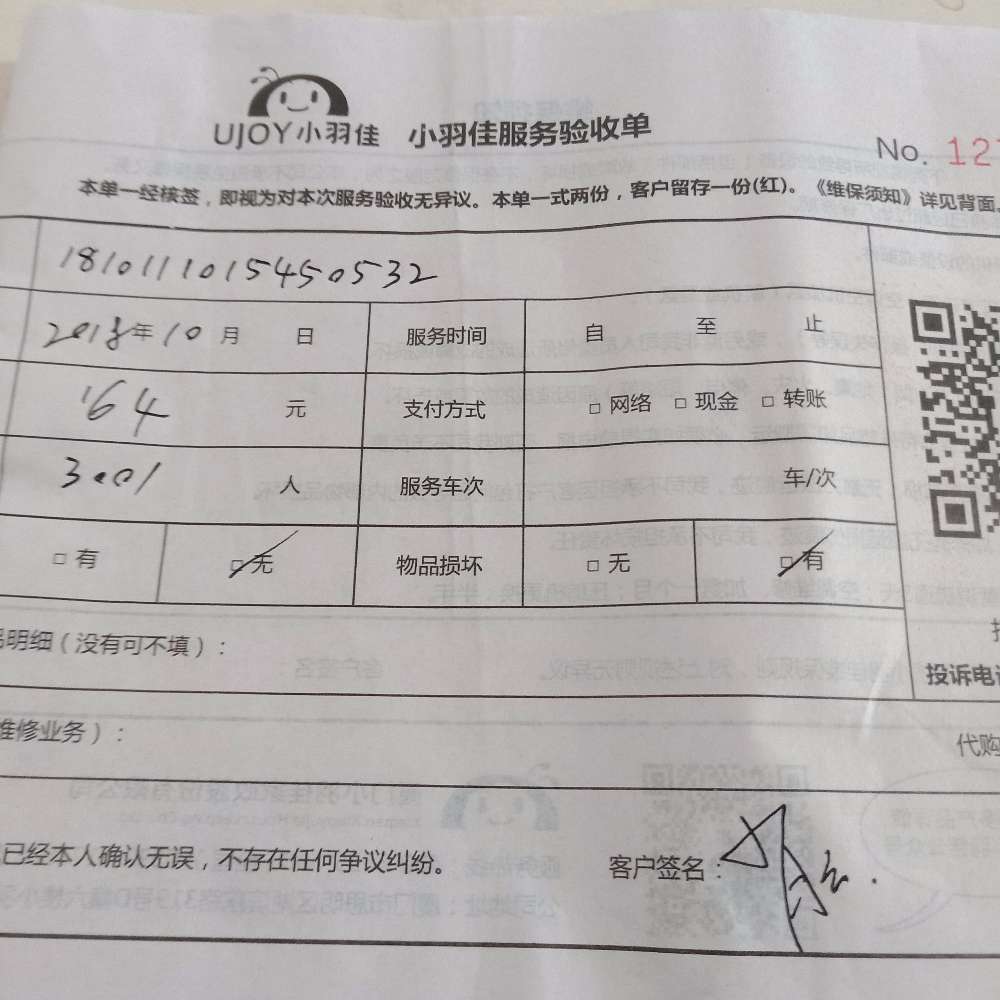 UJOY小羽佳 小羽佳服务验收单
No. 127
本单一经核签，即视为对本次服务验收无异议。本单一式两份，客户留存一份(红)。《维保须知》详见背面。
18101110154505​32
2018年10月 日 服务时间 自 至 止
164 元 支付方式 □ 网络 □ 现金 □ 转账
3001 人 服务车次 车/次
□ 有 □ 无 物品损坏 □ 无 □ 有
明细（没有可不填）：
投诉电
维修业务）：
代购
已经本人确认无误，不存在任何争议纠纷。 客户签名：